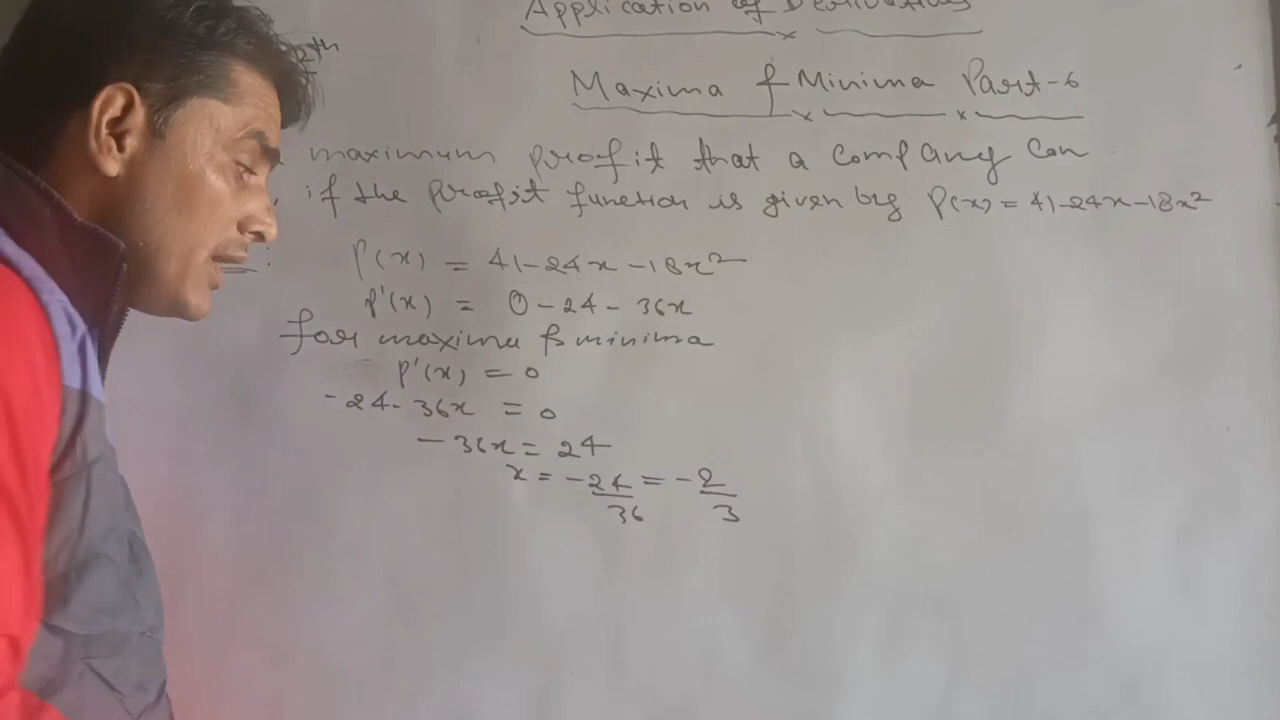 Application of Derivatives
12th
Maxima & Minima Part-6
maximum profit that a company can
if the profit function is given by P(x) = 41-24x-18x²
:
P(x) = 41-24x-18x²
P'(x) = 0-24-36x
for maxima & minima
P'(x) = 0
-24-36x = 0
-36x = 24
x = -24/36 = -2/3